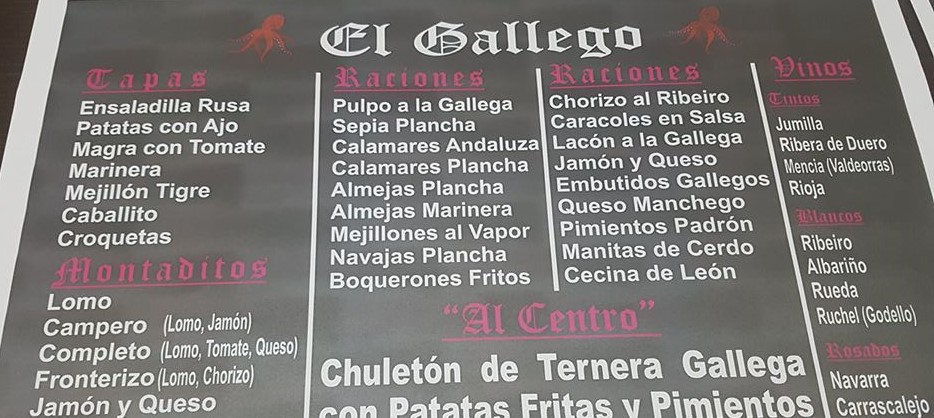 El Gallego
Tapas
Ensaladilla Rusa
Patatas con Ajo
Magra con Tomate
Marinera
Mejillón Tigre
Caballito
Croquetas
Montaditos
Lomo
Campero (Lomo, Jamón)
Completo (Lomo, Tomate, Queso)
Fronterizo (Lomo, Chorizo)
Jamón y Queso
Raciones
Pulpo a la Gallega
Sepia Plancha
Calamares Andaluza
Calamares Plancha
Almejas Plancha
Almejas Marinera
Mejillones al Vapor
Navajas Plancha
Boquerones Fritos
Raciones
Chorizo al Ribeiro
Caracoles en Salsa
Lacón a la Gallega
Jamón y Queso
Embutidos Gallegos
Queso Manchego
Pimientos Padrón
Manitas de Cerdo
Cecina de León
"Al Centro"
Chuletón de Ternera Gallega
con Patatas Fritas y Pimientos
Vinos
Tintos
Jumilla
Ribera de Duero
Mencia (Valdeorras)
Rioja
Blancos
Ribeiro
Albariño
Rueda
Ruchel (Godello)
Rosados
Navarra
Carrascalejo